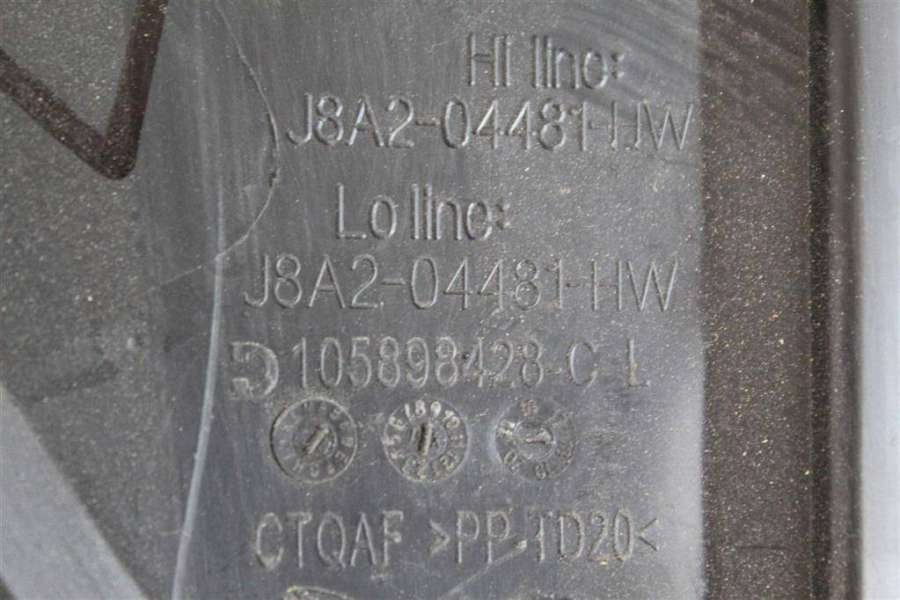 HI line:
J8A2-04481-HW
Lo line:
J8A2-04481-HW
105898428-C-L
CTQAF >PP-TD20<